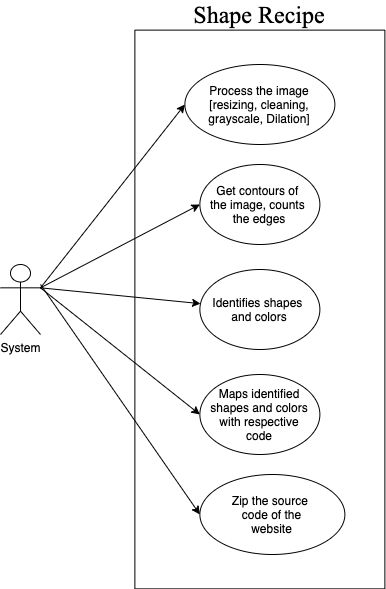 Shape Recipe
Process the image
[resizing, cleaning,
grayscale, Dilation]
Get contours of
the image, counts
the edges
Identifies shapes
and colors
System
Maps identified
shapes and colors
with respective
code
Zip the source
code of the
website